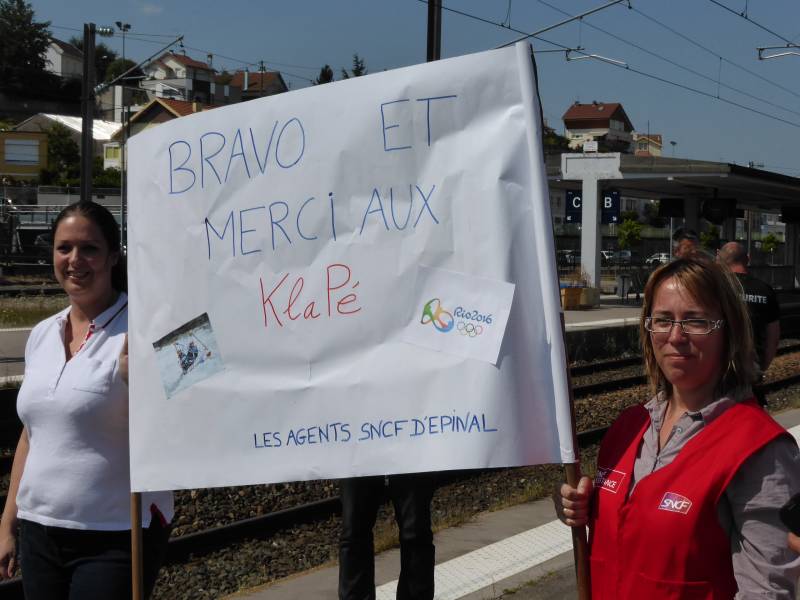 BRAVO ET
MERCI AUX
KlaPé
Rio2016
LES AGENTS SNCF D'EPINAL
C B
SNCF